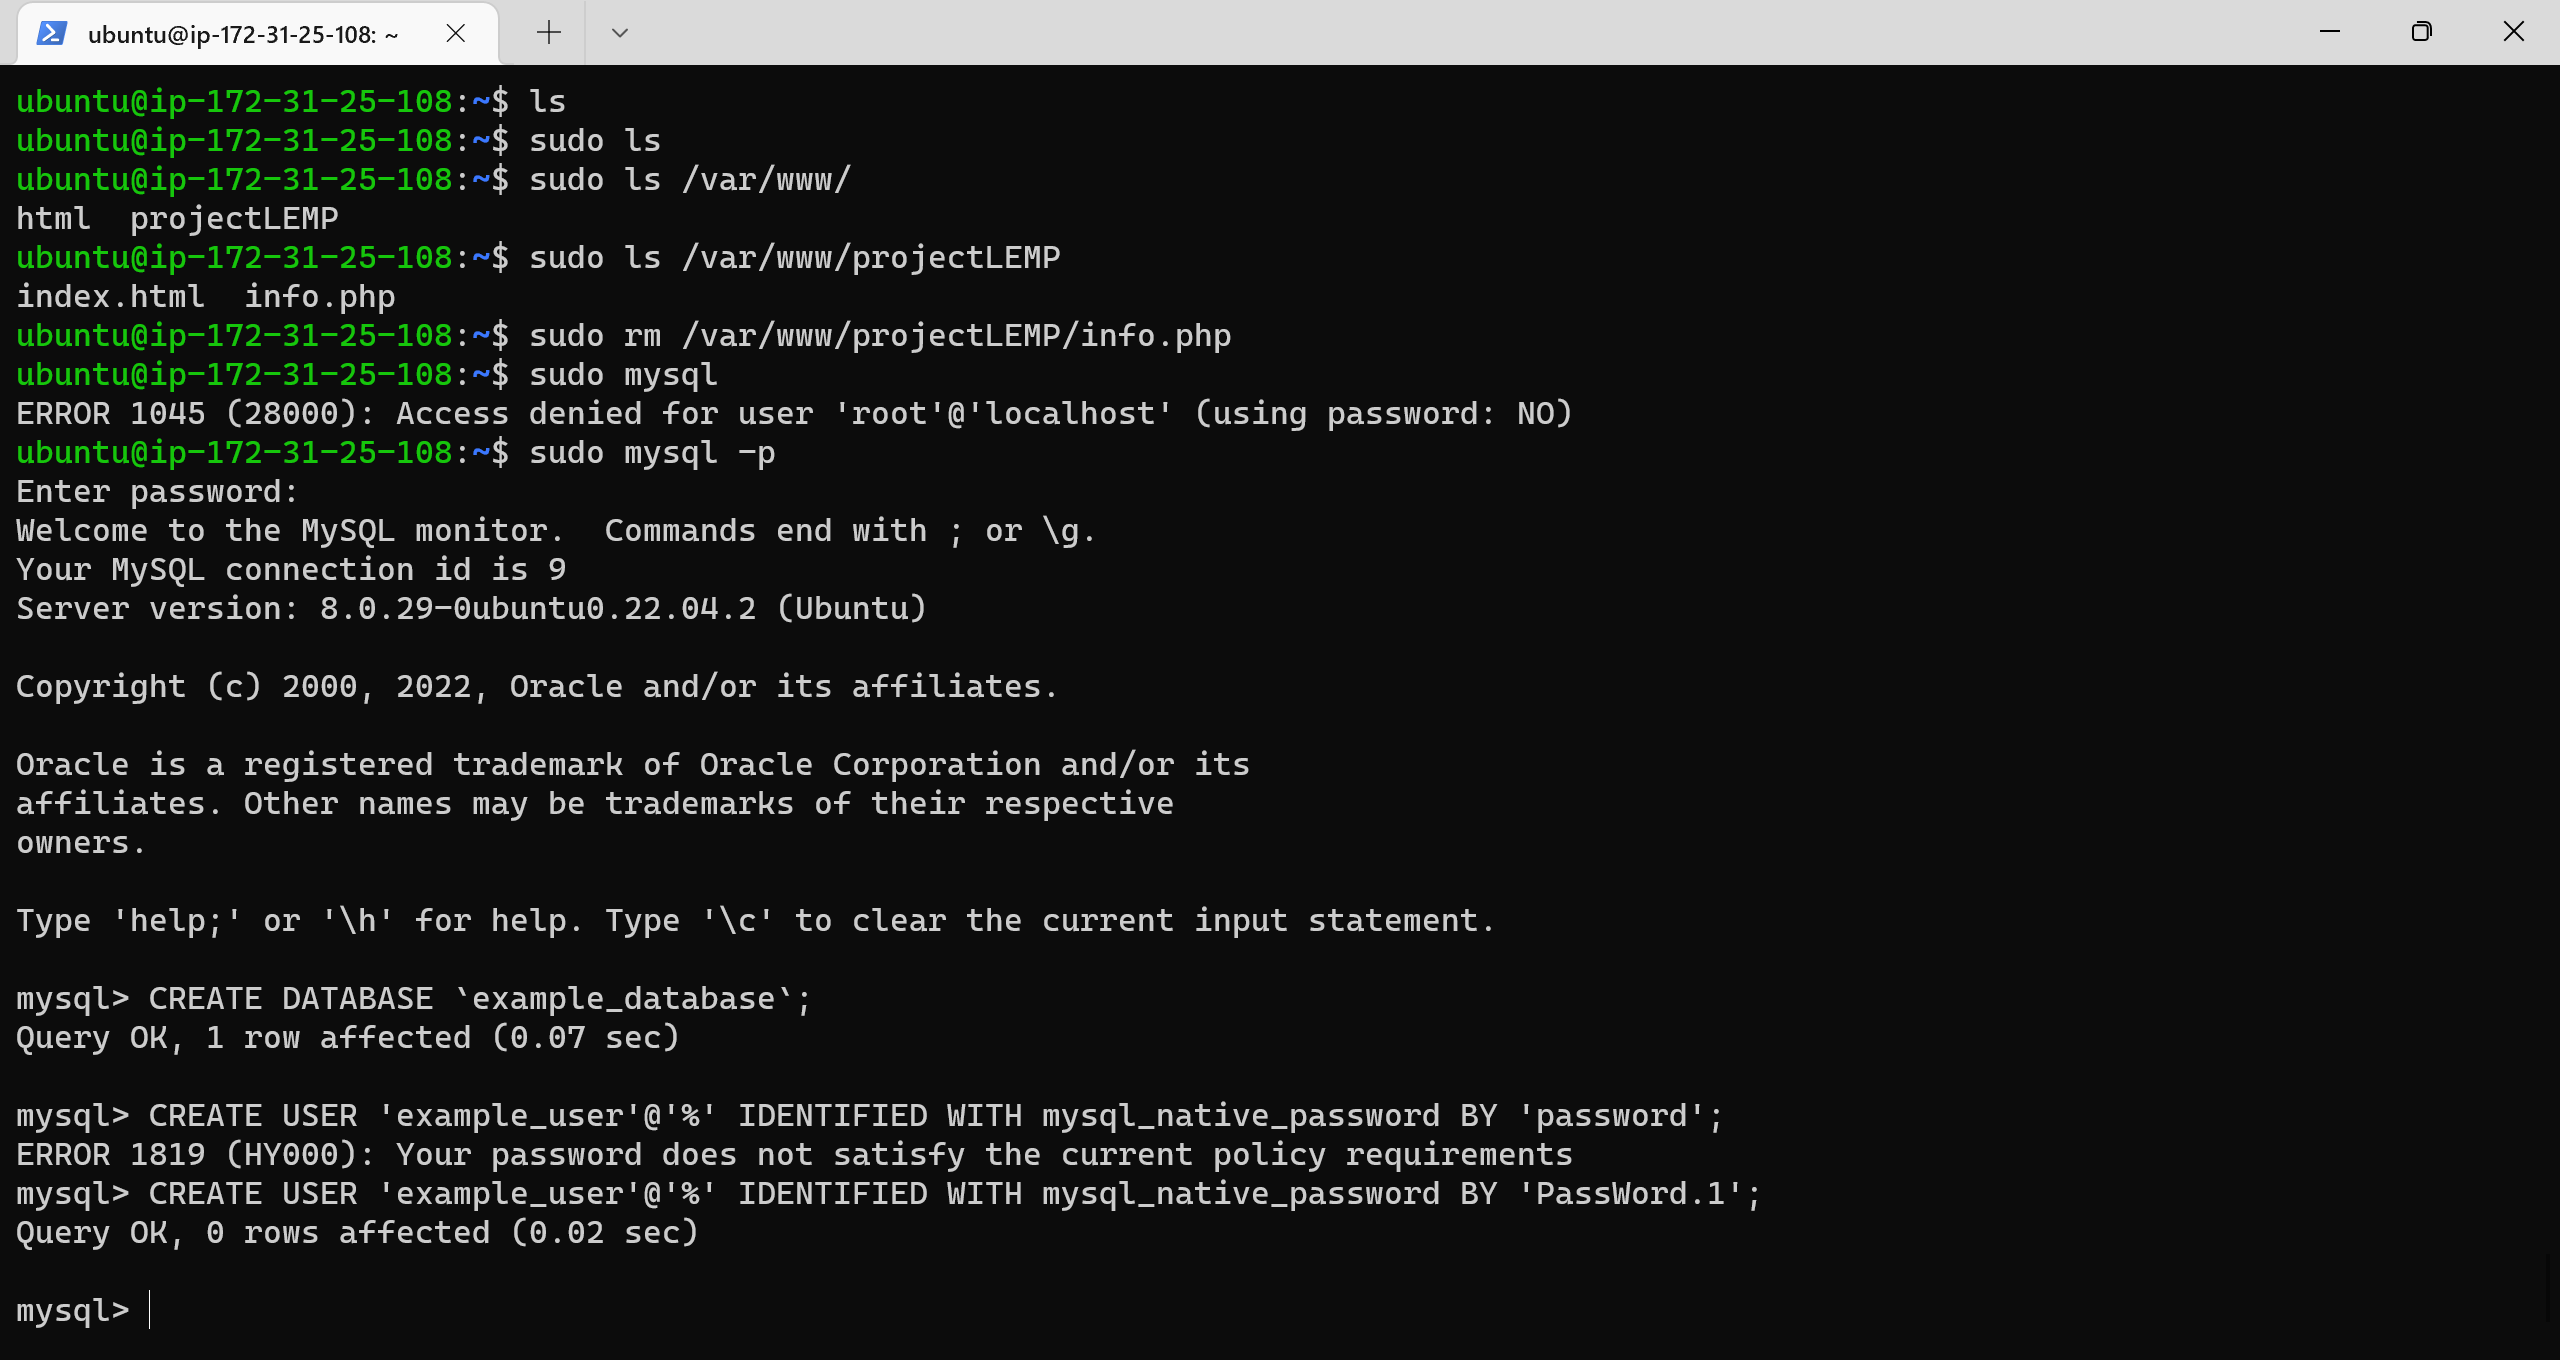 ubuntu@ip-172-31-25-108: ~
ubuntu@ip-172-31-25-108:~$ ls
ubuntu@ip-172-31-25-108:~$ sudo ls
ubuntu@ip-172-31-25-108:~$ sudo ls /var/www/
html  projectLEMP
ubuntu@ip-172-31-25-108:~$ sudo ls /var/www/projectLEMP
index.html  info.php
ubuntu@ip-172-31-25-108:~$ sudo rm /var/www/projectLEMP/info.php
ubuntu@ip-172-31-25-108:~$ sudo mysql
ERROR 1045 (28000): Access denied for user 'root'@'localhost' (using password: NO)
ubuntu@ip-172-31-25-108:~$ sudo mysql -p
Enter password:
Welcome to the MySQL monitor.  Commands end with ; or \g.
Your MySQL connection id is 9
Server version: 8.0.29-0ubuntu0.22.04.2 (Ubuntu)
Copyright (c) 2000, 2022, Oracle and/or its affiliates.
Oracle is a registered trademark of Oracle Corporation and/or its
affiliates. Other names may be trademarks of their respective
owners.
Type 'help;' or '\h' for help. Type '\c' to clear the current input statement.
mysql> CREATE DATABASE `example_database`;
Query OK, 1 row affected (0.07 sec)
mysql> CREATE USER 'example_user'@'%' IDENTIFIED WITH mysql_native_password BY 'password';
ERROR 1819 (HY000): Your password does not satisfy the current policy requirements
mysql> CREATE USER 'example_user'@'%' IDENTIFIED WITH mysql_native_password BY 'PassWord.1';
Query OK, 0 rows affected (0.02 sec)
mysql>